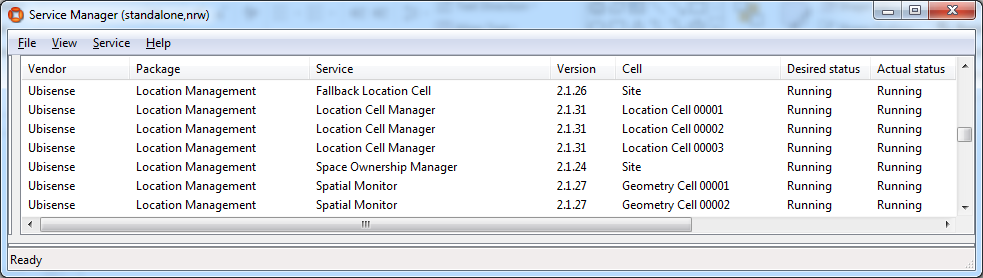 Service Manager (standalone,nrw)
File View Service Help
Vendor Package Service Version Cell Desired status Actual status
Ubisense Location Management Fallback Location Cell 2.1.26 Site Running Running
Ubisense Location Management Location Cell Manager 2.1.31 Location Cell 00001 Running Running
Ubisense Location Management Location Cell Manager 2.1.31 Location Cell 00002 Running Running
Ubisense Location Management Location Cell Manager 2.1.31 Location Cell 00003 Running Running
Ubisense Location Management Space Ownership Manager 2.1.24 Site Running Running
Ubisense Location Management Spatial Monitor 2.1.27 Geometry Cell 00001 Running Running
Ubisense Location Management Spatial Monitor 2.1.27 Geometry Cell 00002 Running Running
Ready